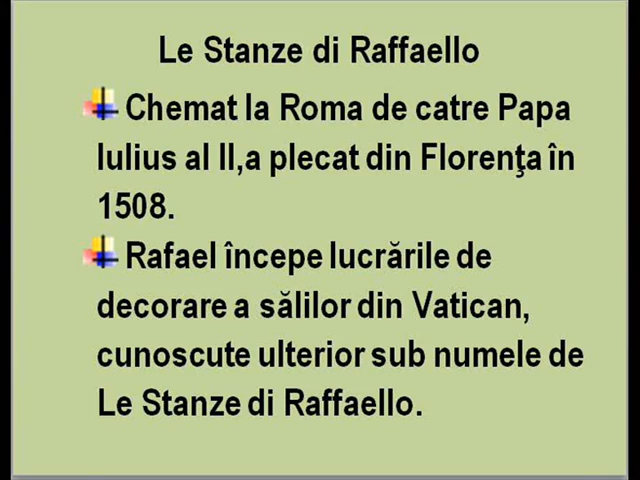 Le Stanze di Raffaello
Chemat la Roma de catre Papa
Iulius al II,a plecat din Florenţa în
1508.
Rafael începe lucrările de
decorare a sălilor din Vatican,
cunoscute ulterior sub numele de
Le Stanze di Raffaello.